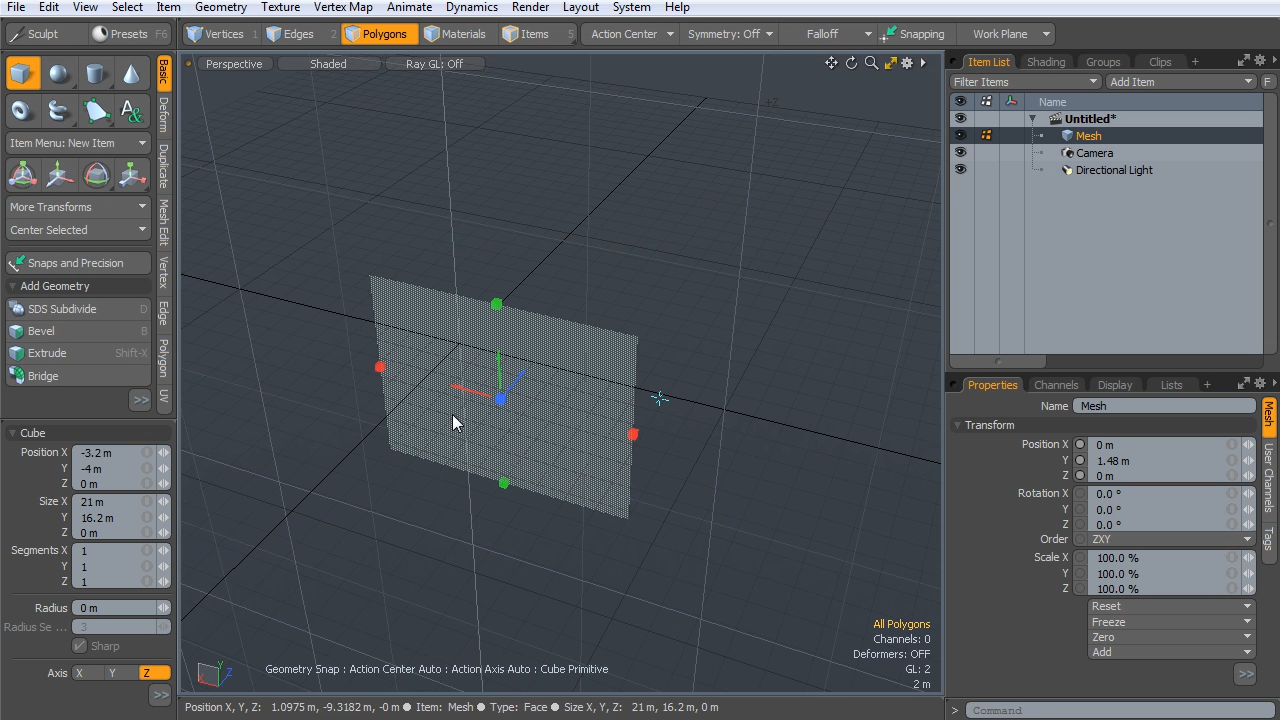 File Edit View Select Item Geometry Texture Vertex Map Animate Dynamics Render Layout System Help
Sculpt Presets F6 Vertices 1 Edges 2 Polygons Materials Items 5 Action Center Symmetry: Off Falloff Snapping Work Plane
Perspective Shaded Ray GL: Off
Basic
Deform
Duplicate
Mesh Edit
Vertex
Edge
Polygon
UV
Item Menu: New Item
More Transforms
Center Selected
Snaps and Precision
Add Geometry
SDS Subdivide D
Bevel B
Extrude Shift-X
Bridge
>>
Cube
Position X -3.2 m
Y -4 m
Z 0 m
Size X 21 m
Y 16.2 m
Z 0 m
Segments X 1
Y 1
Z 1
Radius 0 m
Radius Se ... 3
Sharp
Axis X Y Z
>>
+Z
All Polygons
Channels: 0
Deformers: OFF
GL: 2
2 m
Geometry Snap : Action Center Auto : Action Axis Auto : Cube Primitive
Y Z X
Position X, Y, Z: 1.0975 m, -9.3182 m, -0 m Item: Mesh Type: Face Size X, Y, Z: 21 m, 16.2 m, 0 m
Item List Shading Groups Clips +
Filter Items Add Item F
Name
Untitled*
Mesh
Camera
Directional Light
Properties Channels Display Lists +
Name Mesh
Transform
Position X 0 m
Y 1.48 m
Z 0 m
Rotation X 0.0 °
Y 0.0 °
Z 0.0 °
Order ZXY
Scale X 100.0 %
Y 100.0 %
Z 100.0 %
Reset
Freeze
Zero
Add
>>
Mesh
User Channels
Tags
> Command